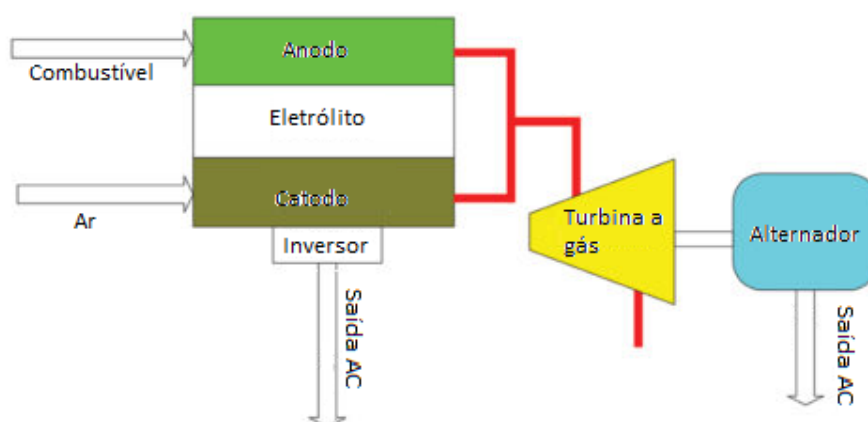 Combustível
Anodo
Eletrólito
Ar
Catodo
Inversor
Saída AC
Turbina a
gás
Alternador
Saída AC